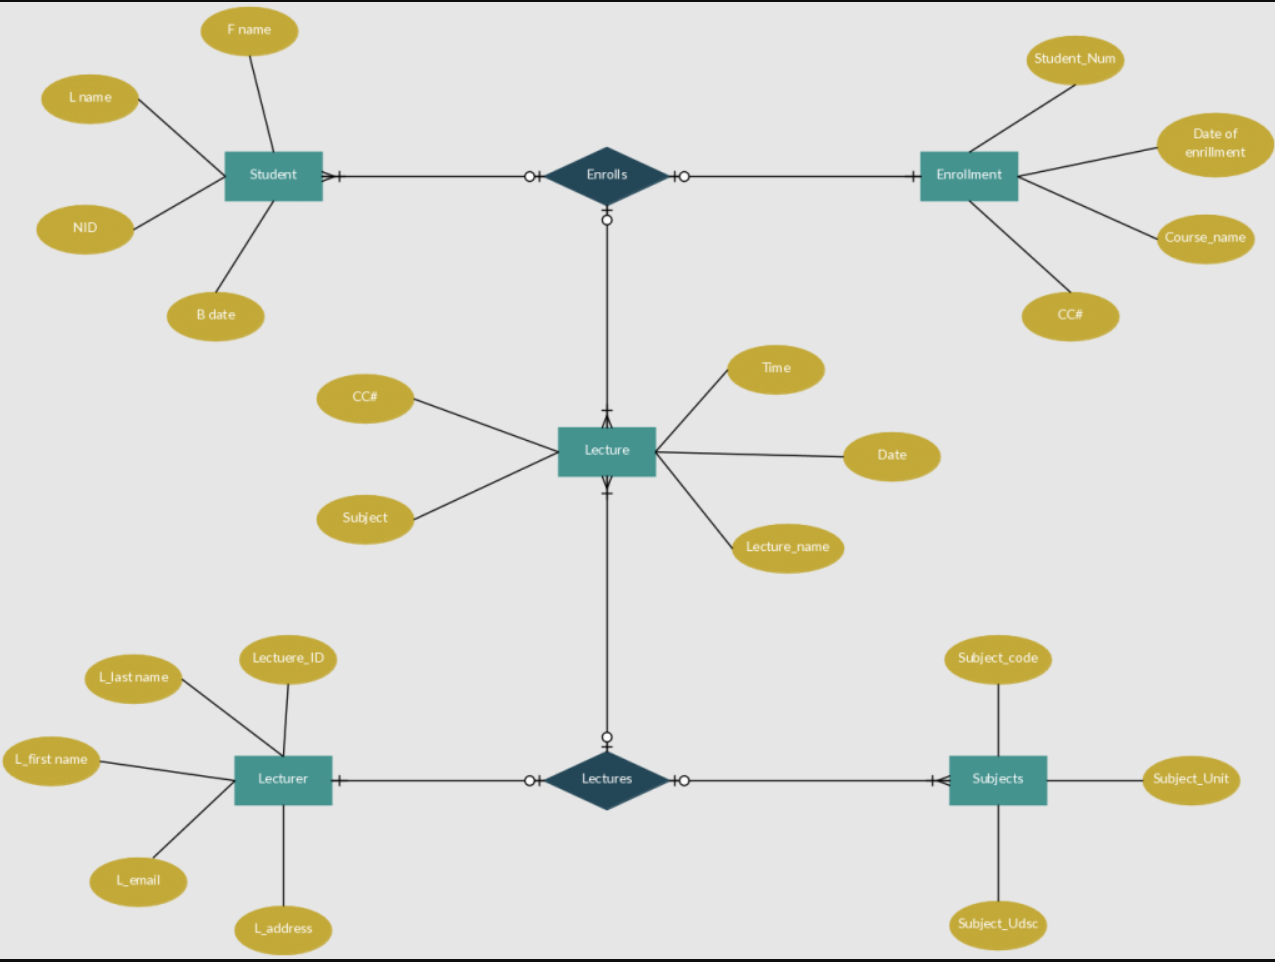 F name
Student_Num
L name
Date of
enrillment
Student
Enrolls
Enrollment
NID
Course_name
B date
CC#
Time
CC#
Lecture
Date
Subject
Lecture_name
Lectuere_ID
Subject_code
L_last name
L_first name
Lecturer
Lectures
Subjects
Subject_Unit
L_email
L_address
Subject_Udsc